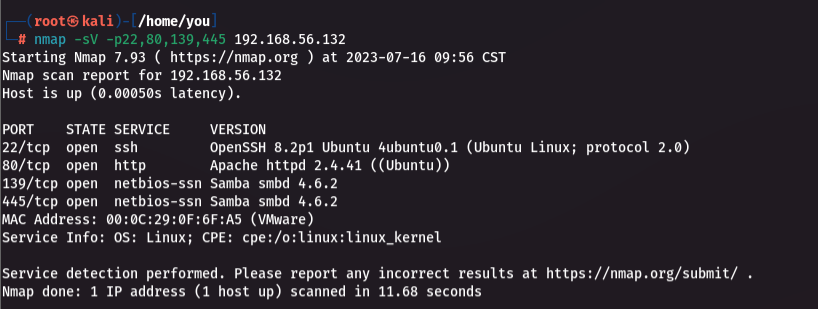 (root㉿kali)-[/home/you]
# nmap -sV -p22,80,139,445 192.168.56.132
Starting Nmap 7.93 ( https://nmap.org ) at 2023-07-16 09:56 CST
Nmap scan report for 192.168.56.132
Host is up (0.00050s latency).
PORT    STATE SERVICE     VERSION
22/tcp  open  ssh         OpenSSH 8.2p1 Ubuntu 4ubuntu0.1 (Ubuntu Linux; protocol 2.0)
80/tcp  open  http        Apache httpd 2.4.41 ((Ubuntu))
139/tcp open  netbios-ssn Samba smbd 4.6.2
445/tcp open  netbios-ssn Samba smbd 4.6.2
MAC Address: 00:0C:29:0F:6F:A5 (VMware)
Service Info: OS: Linux; CPE: cpe:/o:linux:linux_kernel
Service detection performed. Please report any incorrect results at https://nmap.org/submit/ .
Nmap done: 1 IP address (1 host up) scanned in 11.68 seconds